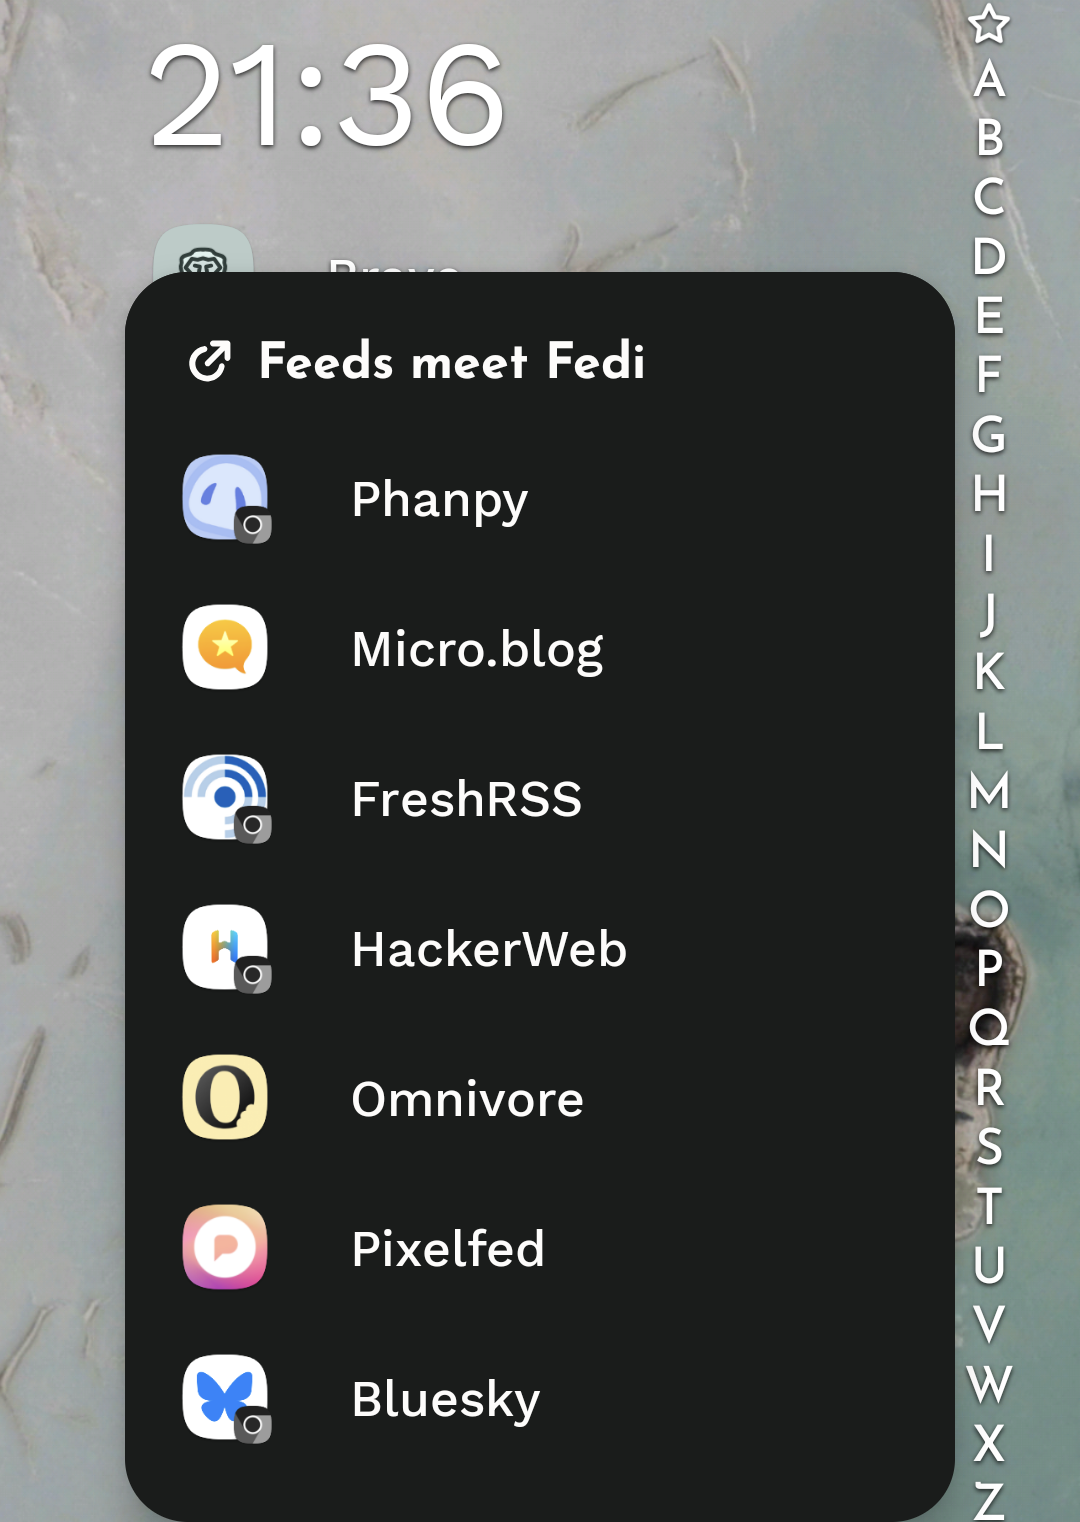 21:36
Brave
Feeds meet Fedi
Phanpy
Micro.blog
FreshRSS
HackerWeb
Omnivore
Pixelfed
Bluesky
A
B
C
D
E
F
G
H
I
J
K
L
M
N
O
P
Q
R
S
T
U
V
W
X
Z